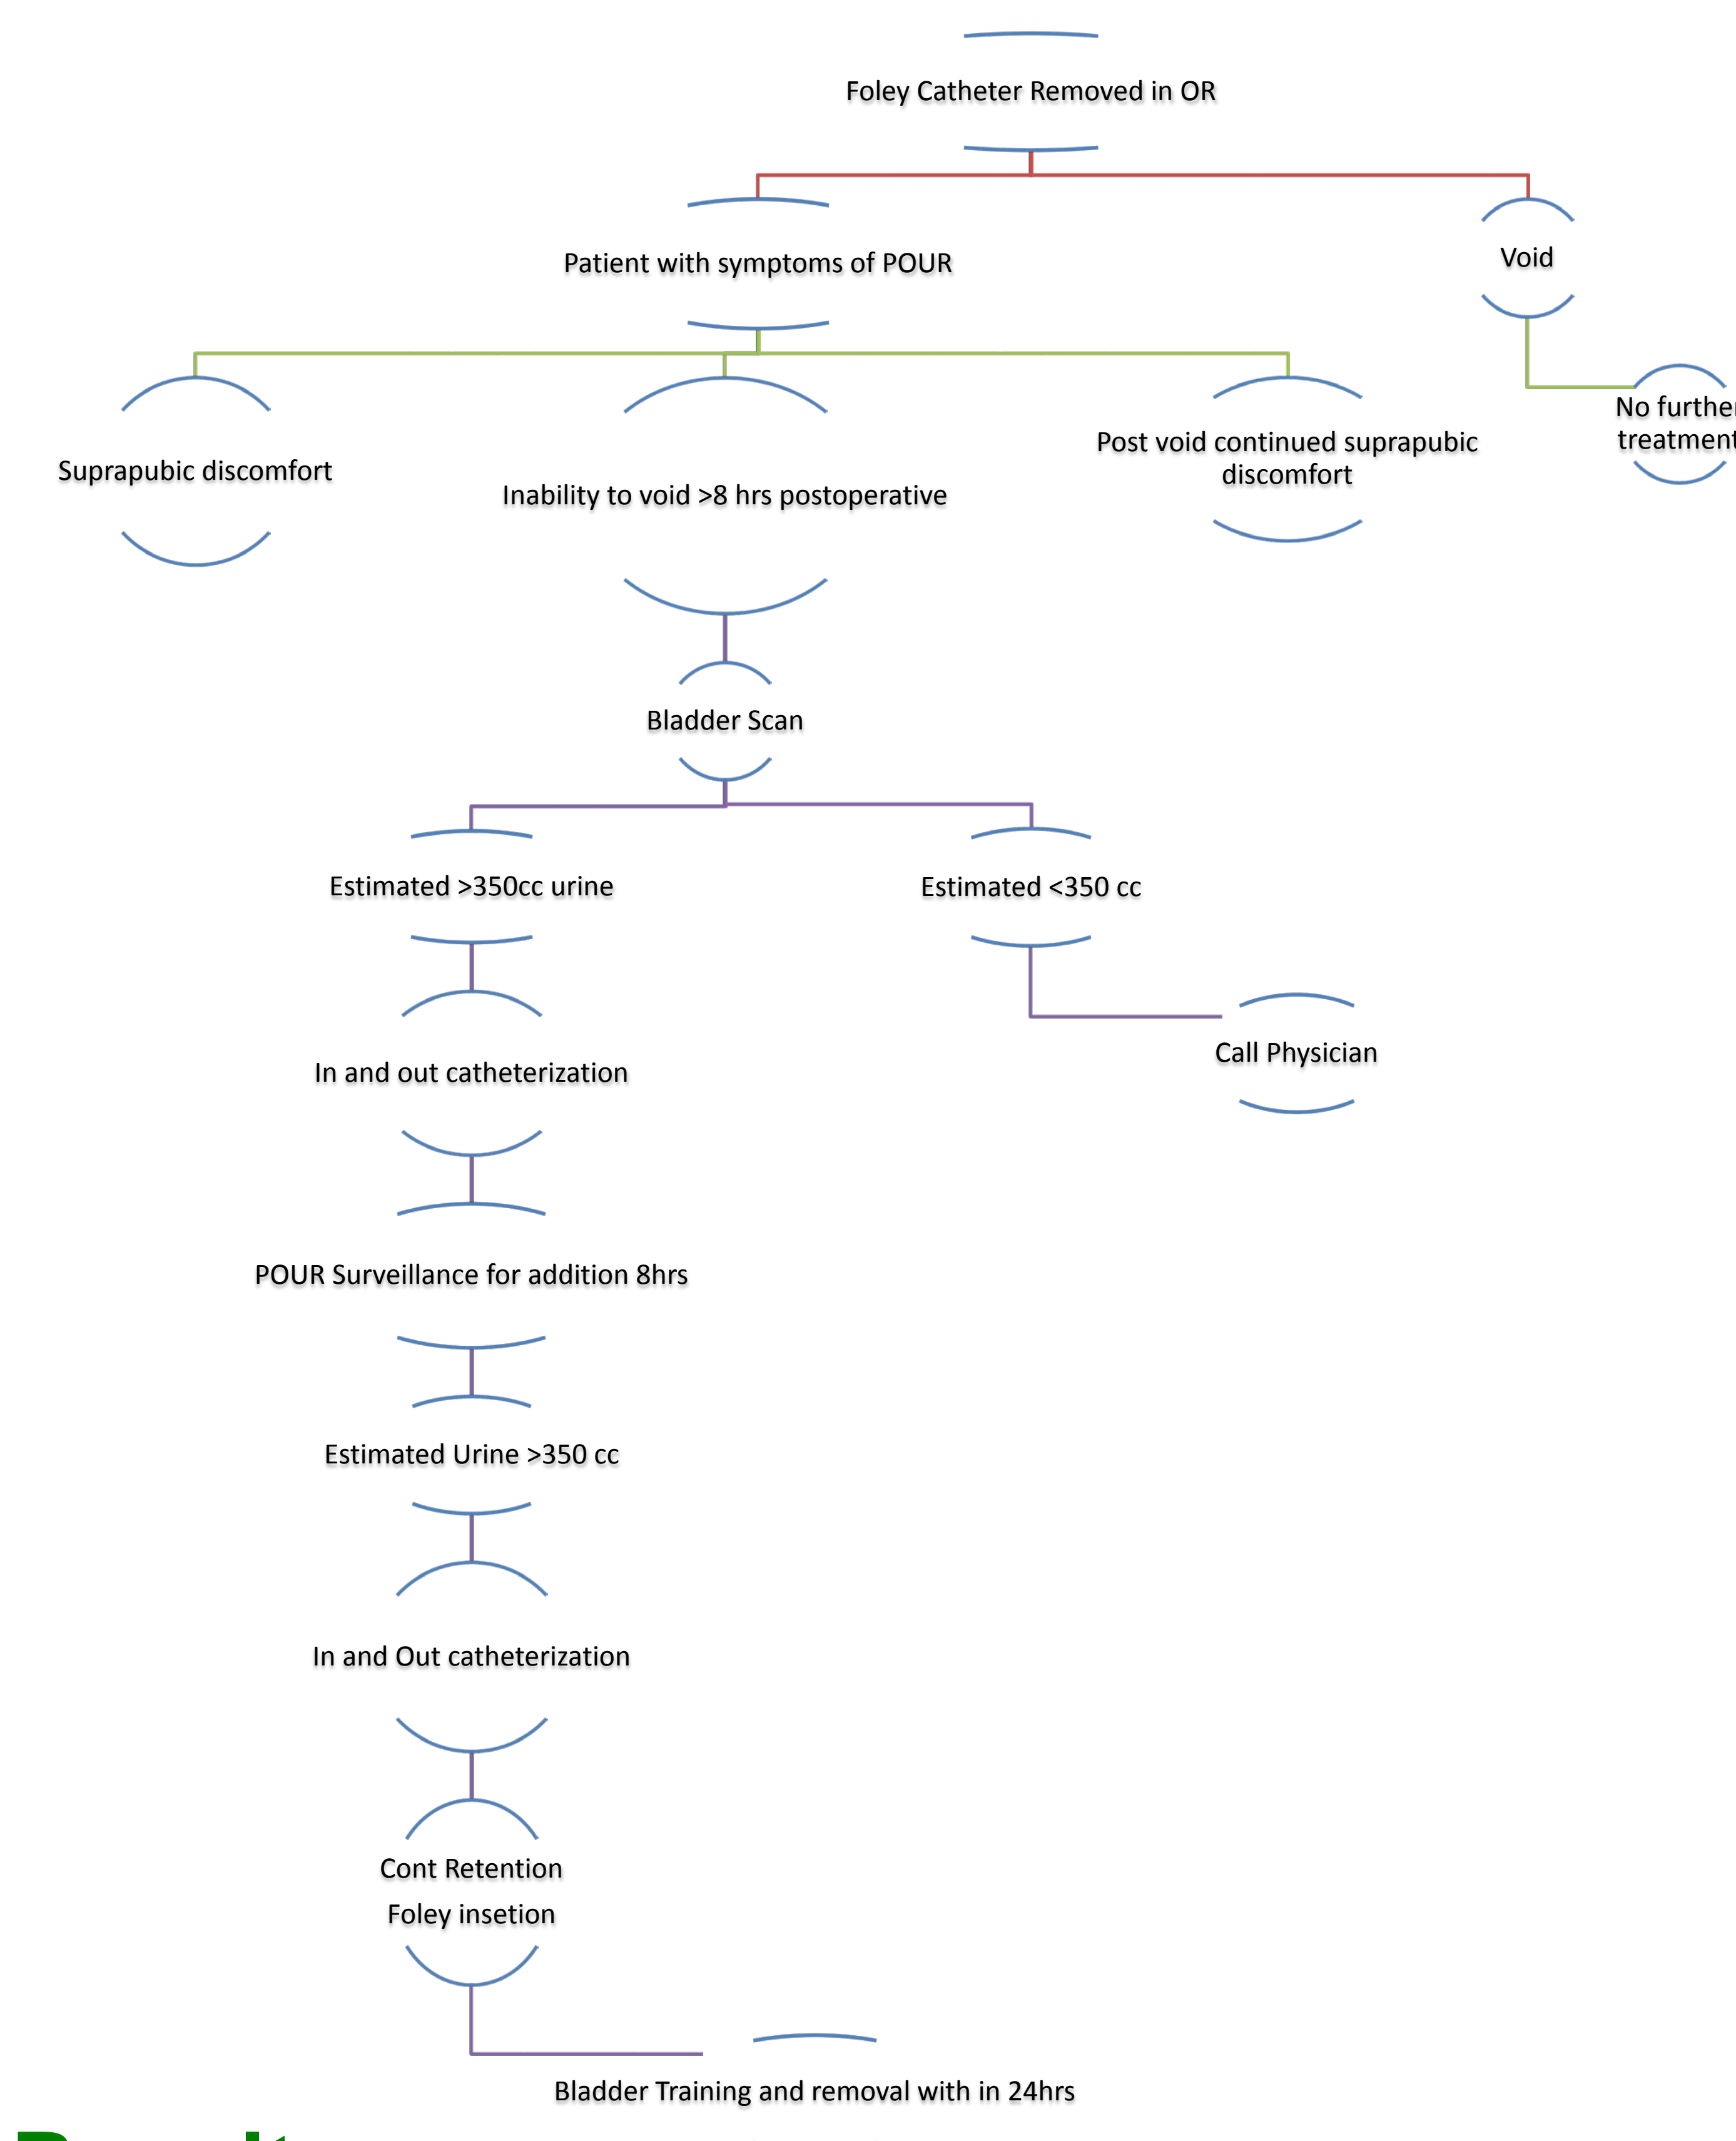 Foley Catheter Removed in OR
Patient with symptoms of POUR
Void
Suprapubic discomfort
Inability to void >8 hrs postoperative
Post void continued suprapubic
discomfort
No further
treatment
Bladder Scan
Estimated >350cc urine
Estimated <350 cc
In and out catheterization
Call Physician
POUR Surveillance for addition 8hrs
Estimated Urine >350 cc
In and Out catheterization
Cont Retention
Foley insetion
Bladder Training and removal with in 24hrs